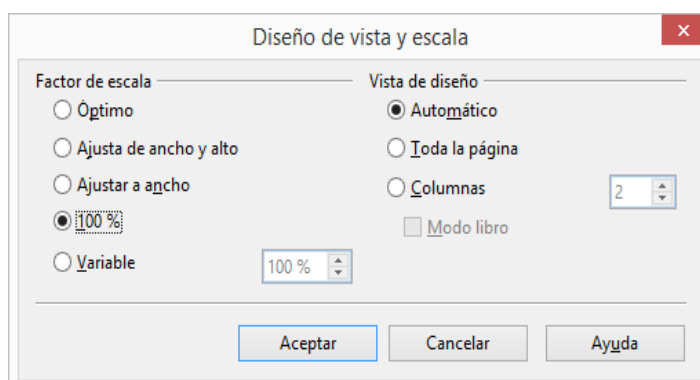 Diseño de vista y escala
Factor de escala
Óptimo
Ajusta de ancho y alto
Ajustar a ancho
100 %
Variable
100 %
Vista de diseño
Automático
Toda la página
Columnas
2
Modo libro
Aceptar
Cancelar
Ayuda